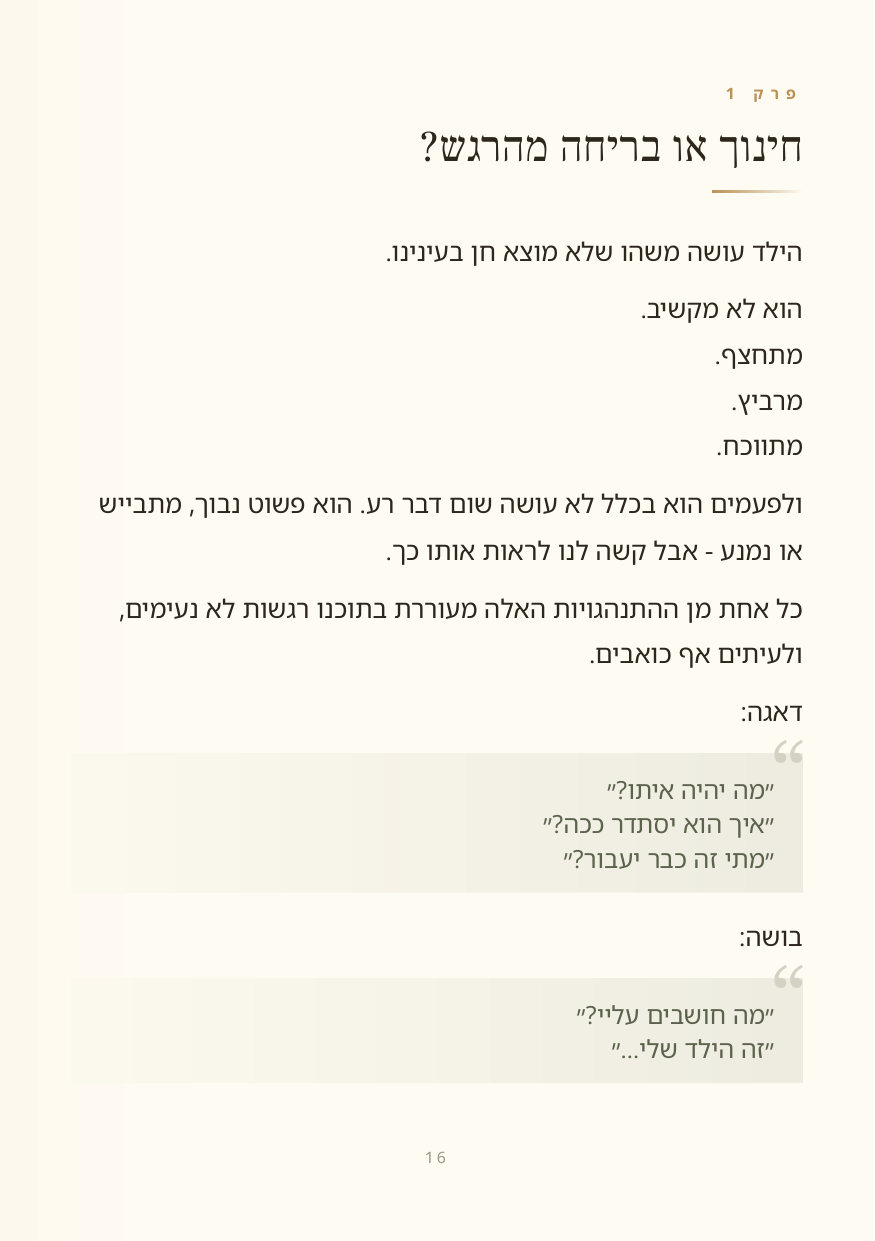 פרק 1
חינוך או בריחה מהרגש?
הילד עושה משהו שלא מוצא חן בעינינו.
הוא לא מקשיב.
מתחצף.
מרביץ.
מתווכח.
ולפעמים הוא בכלל לא עושה שום דבר רע. הוא פשוט נבוך, מתבייש
או נמנע - אבל קשה לנו לראות אותו כך.
כל אחת מן ההתנהגויות האלה מעוררת בתוכנו רגשות לא נעימים,
ולעיתים אף כואבים.
דאגה:
“
״מה יהיה איתו?״
״איך הוא יסתדר ככה?״
״מתי זה כבר יעבור?״
בושה:
“
״מה חושבים עליי?״
״זה הילד שלי...״
16